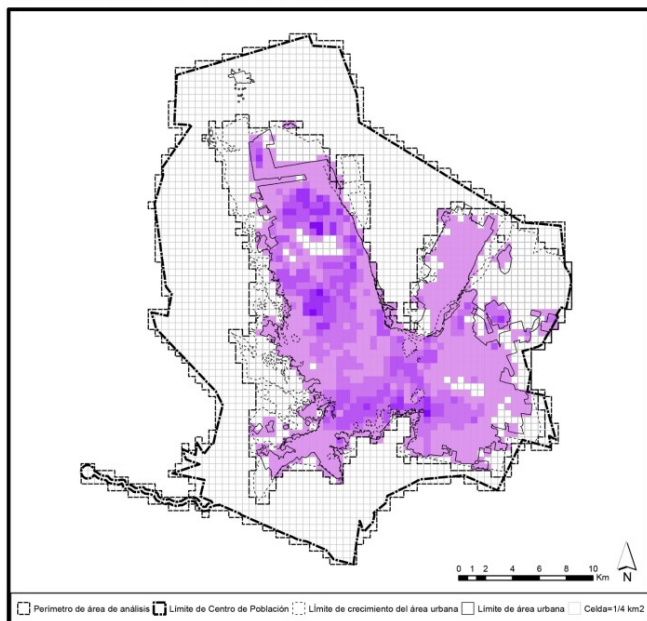 0 1 2 4 6 8 10
Km
N
Perímetro de área de análisis Límite de Centro de Población Límite de crecimiento del área urbana Límite de área urbana Celda=1/4 km2